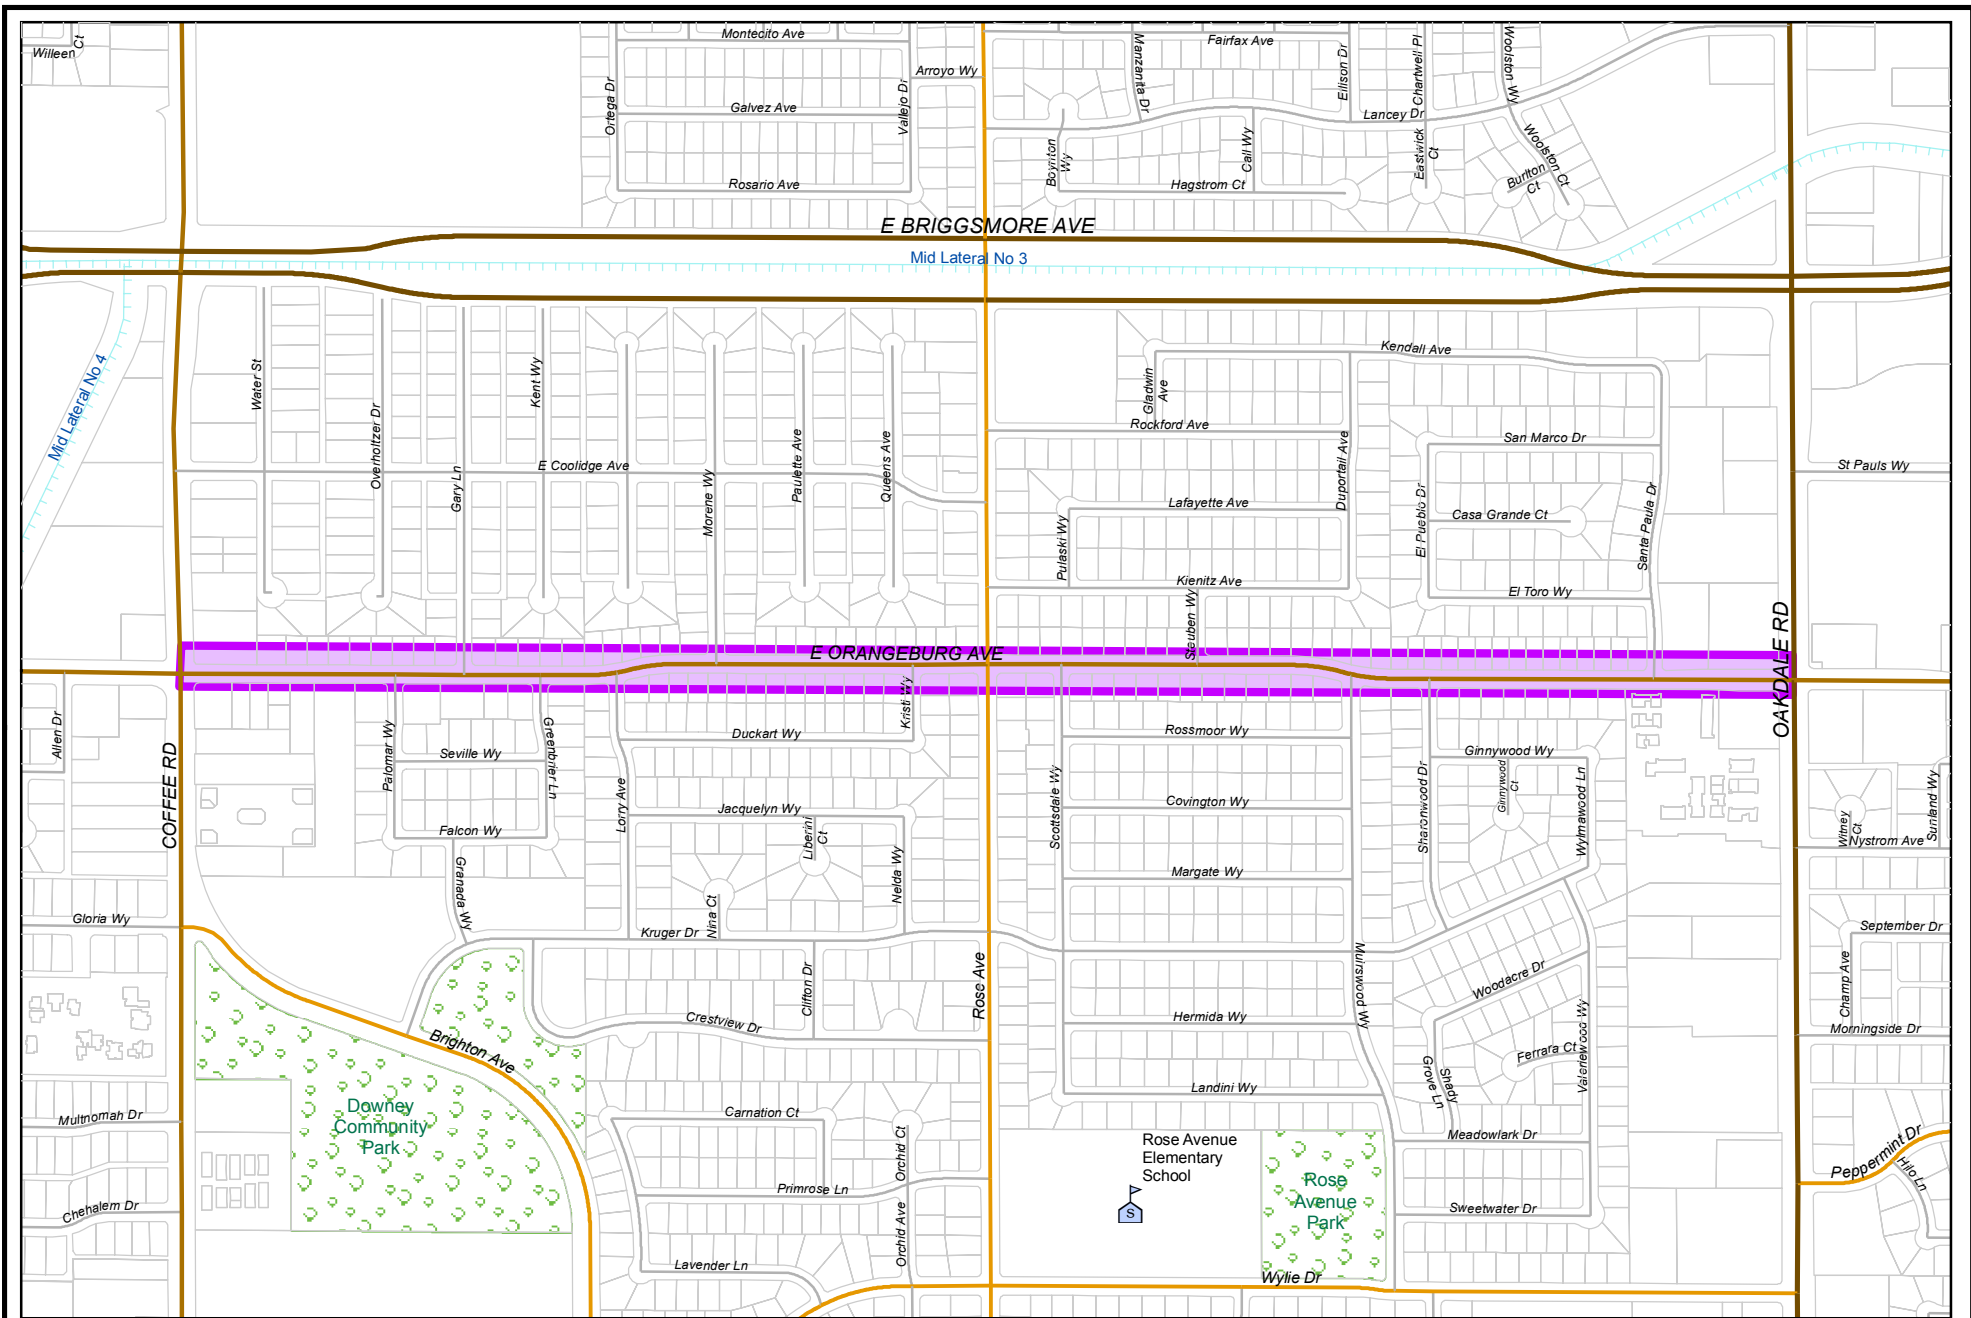 Willeen
Ct
Montecito Ave
Arroyo Wy
Ortega Dr
Galvez Ave
Vallejo Dr
Rosario Ave
Manzanita Dr
Fairfax Ave
Ellison Dr
Chartwell Pl
Woolston Wy
Lancey Dr
Boynton
Wy
Call Wy
Hagstrom Ct
Eastwick
Ct
Burlton
Ct
Woolston Ct
E BRIGGSMORE AVE
Mid Lateral No 3
Mid Lateral No 4
Water St
Overholtzer Dr
Gary Ln
Kent Wy
E Coolidge Ave
Morene Wy
Paulette Ave
Queens Ave
Gladwin
Ave
Kendall Ave
Rockford Ave
Duportail Ave
San Marco Dr
St Pauls Wy
Lafayette Ave
El Pueblo Dr
Casa Grande Ct
Santa Paula Dr
Pulaski Wy
Kienitz Ave
El Toro Wy
Steuben Wy
E ORANGEBURG AVE
OAKDALE RD
COFFEE RD
Allen Dr
Palomar Wy
Seville Wy
Greenbrier Ln
Falcon Wy
Granada Wy
Lorry Ave
Duckart Wy
Kristi Wy
Jacquelyn Wy
Liberini
Ct
Nelda Wy
Nina Ct
Kruger Dr
Scottsdale Wy
Rossmoor Wy
Covington Wy
Margate Wy
Sharonwood Dr
Ginnywood Wy
Ginnywood
Ct
Wylmawood Ln
Witney
Ct
Sunland Wy
Nystrom Ave
Gloria Wy
September Dr
Champ Ave
Morningside Dr
Clifton Dr
Crestview Dr
Rose Ave
Muirswood Wy
Woodacre Dr
Hermida Wy
Valeriewood Wy
Ferrara Ct
Shady
Grove Ln
Landini Wy
Brighton Ave
Multnomah Dr
Downey
Community
Park
Carnation Ct
Orchid Ct
Meadowlark Dr
Peppermint Dr
Hilo Ln
Rose Avenue
Elementary
School
S
Rose
Avenue
Park
Primrose Ln
Chehalem Dr
Orchid Ave
Sweetwater Dr
Lavender Ln
Wylie Dr